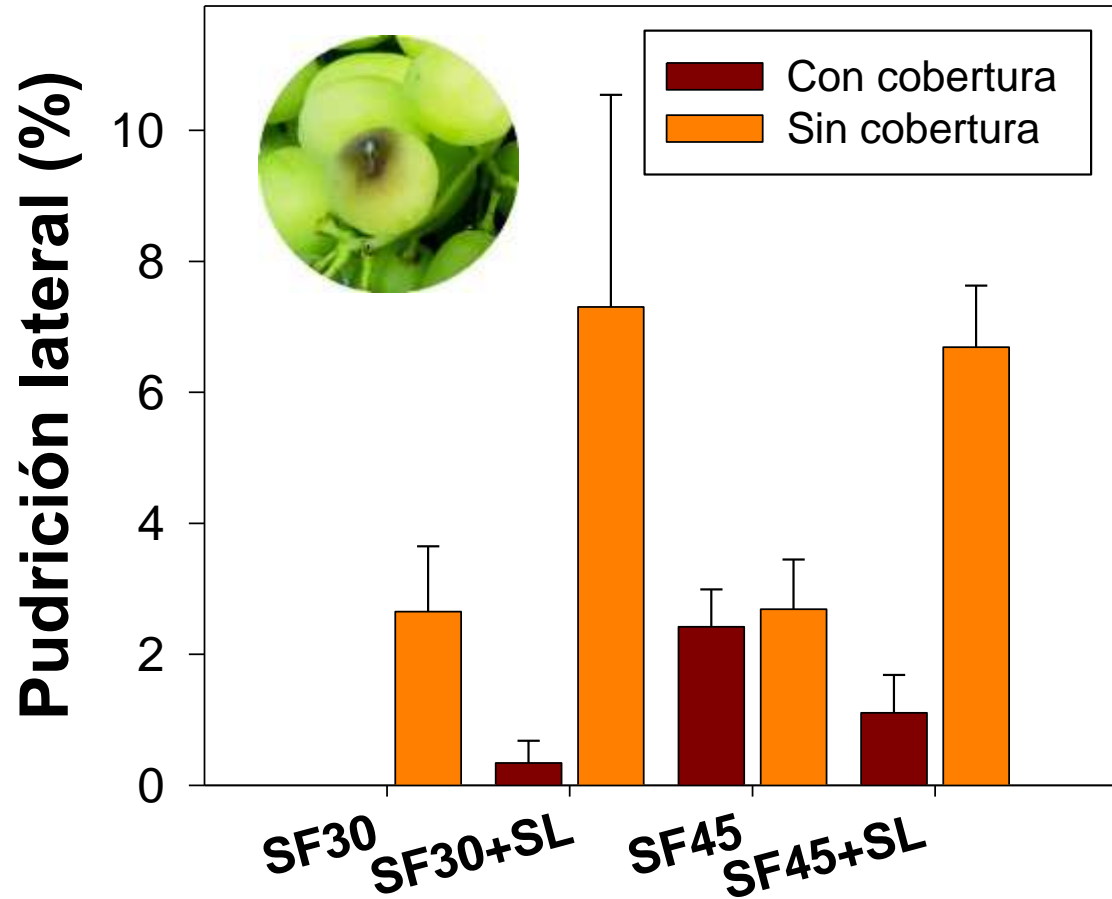 Pudrición lateral (%)
10
8
6
4
2
0
Con cobertura
Sin cobertura
SF30
SF30+SL
SF45
SF45+SL